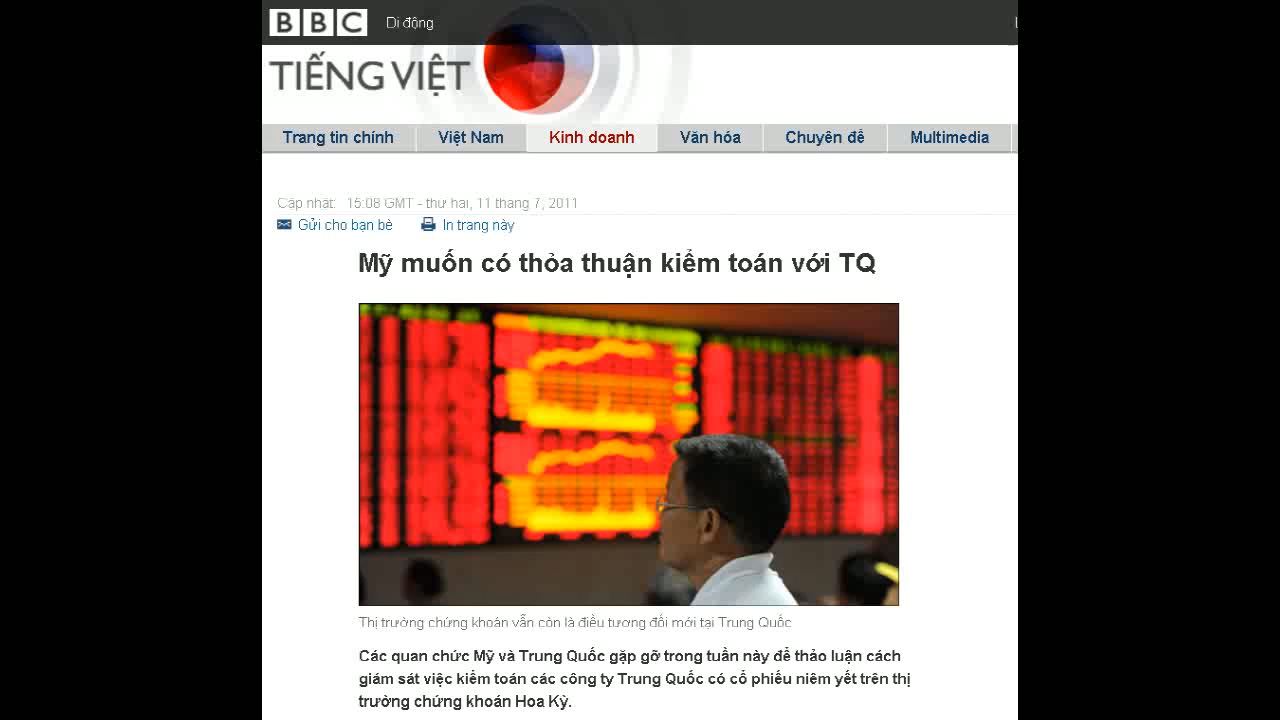 BBC Di động
TIẾNG VIỆT
Trang tin chính Việt Nam Kinh doanh Văn hóa Chuyên đề Multimedia
Cập nhật: 15:08 GMT - thứ hai, 11 tháng 7, 2011
Gửi cho bạn bè In trang này
Mỹ muốn có thỏa thuận kiểm toán với TQ
Thị trường chứng khoán vẫn còn là điều tương đối mới tại Trung Quốc
Các quan chức Mỹ và Trung Quốc gặp gỡ trong tuần này để thảo luận cách
giám sát việc kiểm toán các công ty Trung Quốc có cổ phiếu niêm yết trên thị
trường chứng khoán Hoa Kỳ.